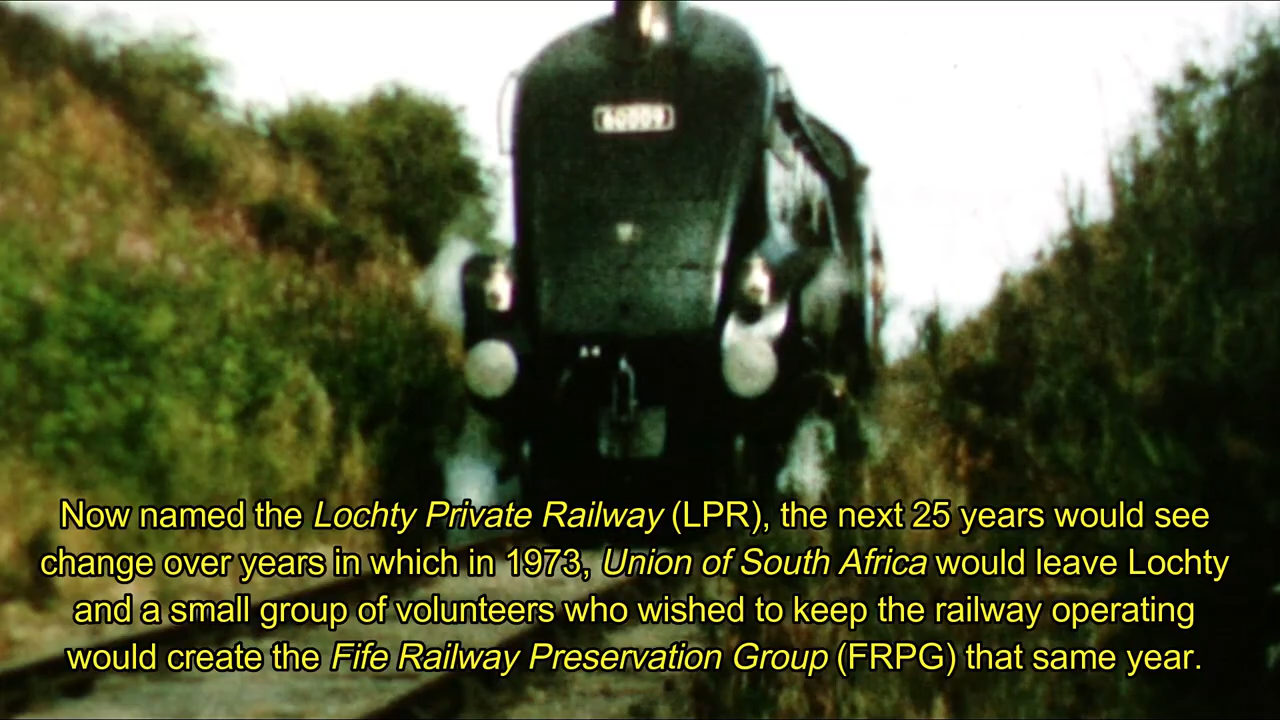 60009
Now named the Lochty Private Railway (LPR), the next 25 years would see
change over years in which in 1973, Union of South Africa would leave Lochty
and a small group of volunteers who wished to keep the railway operating
would create the Fife Railway Preservation Group (FRPG) that same year.